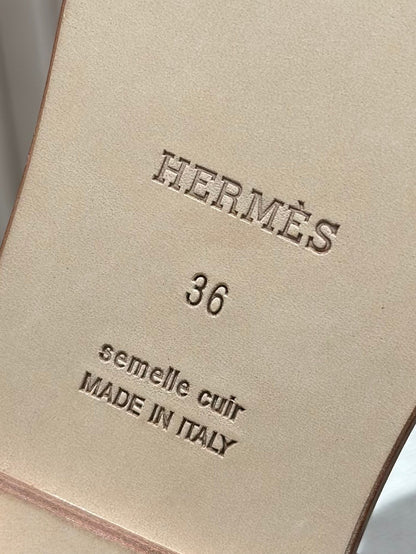 HERMÈS
36
semelle cuir
MADE IN ITALY